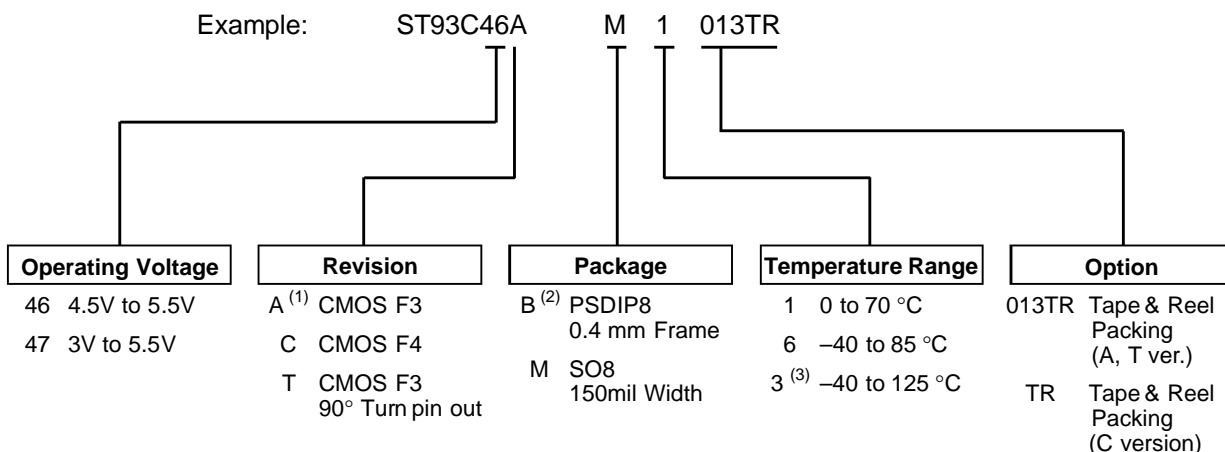 Example: ST93C46A M 1 013TR
Operating Voltage
46 4.5V to 5.5V
47 3V to 5.5V
Revision
A (1) CMOS F3
C CMOS F4
T CMOS F3
90° Turn pin out
Package
B (2) PSDIP8
0.4 mm Frame
M SO8
150mil Width
Temperature Range
1 0 to 70 °C
6 –40 to 85 °C
3 (3) –40 to 125 °C
Option
013TR Tape & Reel
Packing
(A, T ver.)
TR Tape & Reel
Packing
(C version)